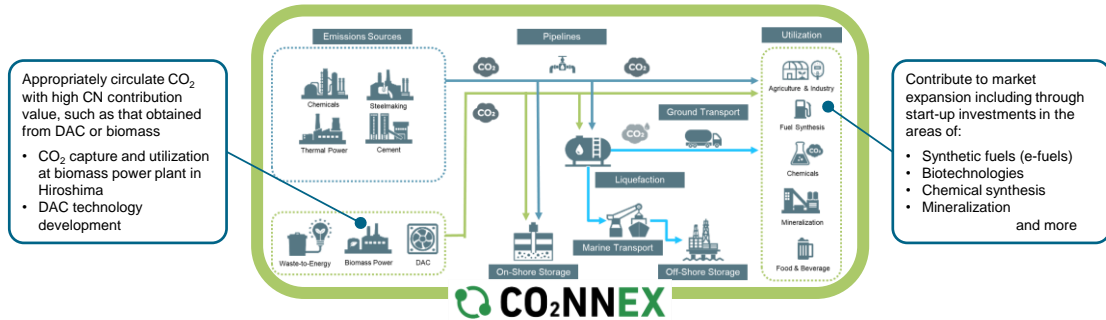 Appropriately circulate CO₂
with high CN contribution
value, such as that obtained
from DAC or biomass
• CO₂ capture and utilization
at biomass power plant in
Hiroshima
• DAC technology
development
Emissions Sources
Chemicals
Steelmaking
Thermal Power
Cement
Waste-to-Energy
Biomass Power
DAC
Pipelines
CO₂
CO₂
CO₂
CO₂
Ground Transport
Liquefaction
Marine Transport
On-Shore Storage
Off-Shore Storage
Utilization
Agriculture & Industry
Fuel Synthesis
CO₂
Chemicals
Mineralization
Food & Beverage
Contribute to market
expansion including through
start-up investments in the
areas of:
• Synthetic fuels (e-fuels)
• Biotechnologies
• Chemical synthesis
• Mineralization
and more
CO₂NNEX